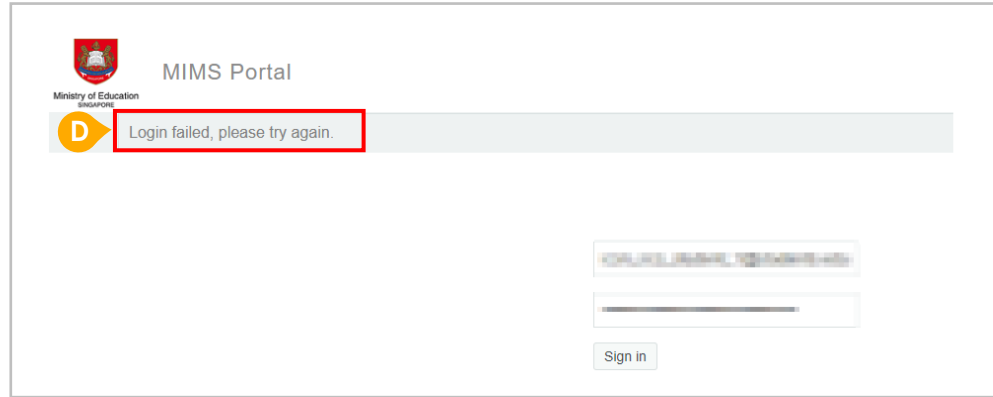 MIMS Portal
Ministry of Education
SINGAPORE
D
Login failed, please try again.
Sign in